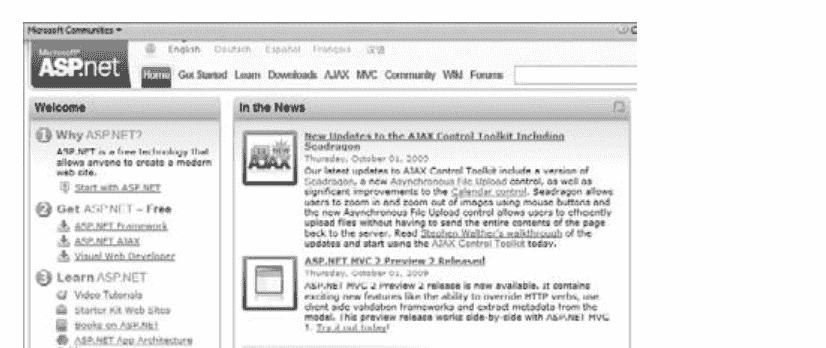 Microsoft Communities
English Deutsch Español Français 汉语
Microsoft
ASP.net
Home Get Started Learn Downloads AJAX MVC Community Wiki Forums
Welcome
Why ASP.NET?
ASP.NET is a free technology that
allows anyone to create a modern
web site.
Start with ASP.NET
Get ASP.NET – Free
ASP.NET Framework
ASP.NET AJAX
Visual Web Developer
Learn ASP.NET
Video Tutorials
Starter Kit Web Sites
Books on ASP.NET
ASP.NET App Architecture
In the News
AJAX
New Updates to the AJAX Control Toolkit Including
Seadragon
Thursday, October 01, 2009
Our latest updates to AJAX Control Toolkit include a version of
Seadragon, a new Asynchronous File Upload control, as well as
significant improvements to the Calendar control. Seadragon allows
users to zoom in and zoom out of images using mouse buttons and
the new Asynchronous File Upload control allows users to efficiently
upload files without having to send the entire contents of the page
back to the server. Read Stephen Walther's walkthrough of the
updates and start using the AJAX Control Toolkit today.
ASP.NET MVC 2 Preview 2 Released
Thursday, October 01, 2009
ASP.NET MVC 2 Preview 2 release is now available. It contains
exciting new features like the ability to override HTTP verbs, use
client side validation frameworks and extract metadata from the
model. This preview release works side-by-side with ASP.NET MVC
1. Try it out today!